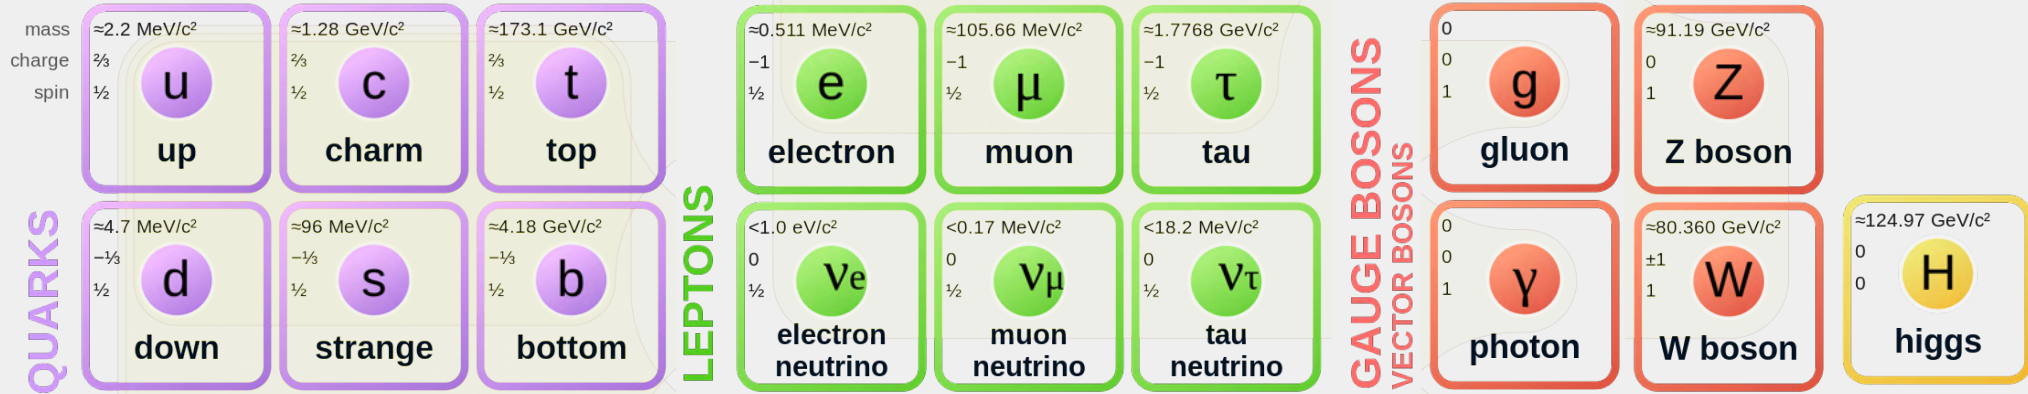 mass
charge
spin
QUARKS
≈2.2 MeV/c²
⅔
½
u
up
≈1.28 GeV/c²
⅔
½
c
charm
≈173.1 GeV/c²
⅔
½
t
top
≈4.7 MeV/c²
−⅓
½
d
down
≈96 MeV/c²
−⅓
½
s
strange
≈4.18 GeV/c²
−⅓
½
b
bottom
LEPTONS
≈0.511 MeV/c²
−1
½
e
electron
≈105.66 MeV/c²
−1
½
μ
muon
≈1.7768 GeV/c²
−1
½
τ
tau
<1.0 eV/c²
0
½
νe
electron
neutrino
<0.17 MeV/c²
0
½
νμ
muon
neutrino
<18.2 MeV/c²
0
½
ντ
tau
neutrino
GAUGE BOSONS
VECTOR BOSONS
0
0
1
g
gluon
≈91.19 GeV/c²
0
1
Z
Z boson
0
0
1
γ
photon
≈80.360 GeV/c²
±1
1
W
W boson
≈124.97 GeV/c²
0
0
H
higgs